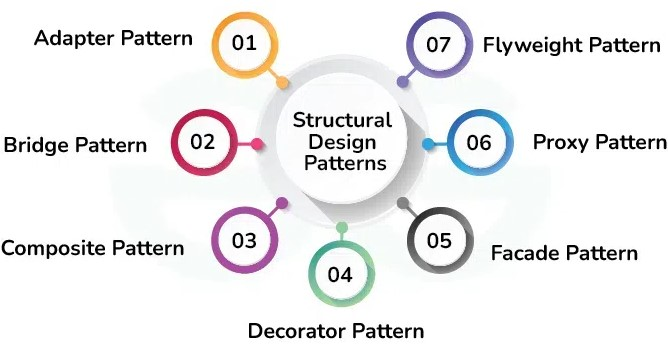 Adapter Pattern
01
07
Flyweight Pattern
Structural
Design
Patterns
Bridge Pattern
02
06
Proxy Pattern
Composite Pattern
03
05
Facade Pattern
04
Decorator Pattern